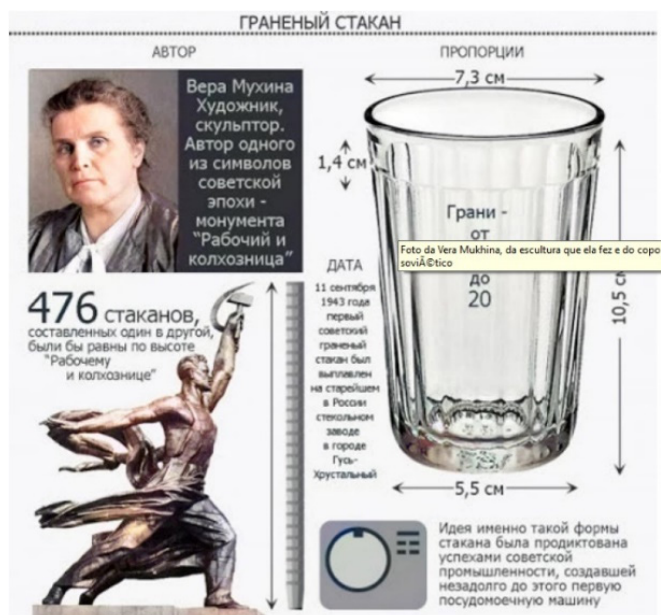 ГРАНЕНЫЙ СТАКАН
АВТОР
Вера Мухина
Художник,
скульптор.
Автор одного
из символов
советской
эпохи -
монумента
"Рабочий и
колхозница"
ПРОПОРЦИИ
7,3 см
1,4 см
Грани -
от
Foto da Vera Mukhina, da escultura que ela fez e do copo
soviÃ©tico
до
20
10,5 см
5,5 см
ДАТА
11 сентября
1943 года
первый
советский
граненый
стакан был
выплавлен
на старейшем
в России
стекольном
заводе
в городе
Гусь-
Хрустальный
476 стаканов,
составленных один в другой,
были бы равны по высоте
"Рабочему
и колхознице"
Идея именно такой формы
стакана была продиктована
успехами советской
промышленности, создавшей
незадолго до этого первую
посудомоечную машину